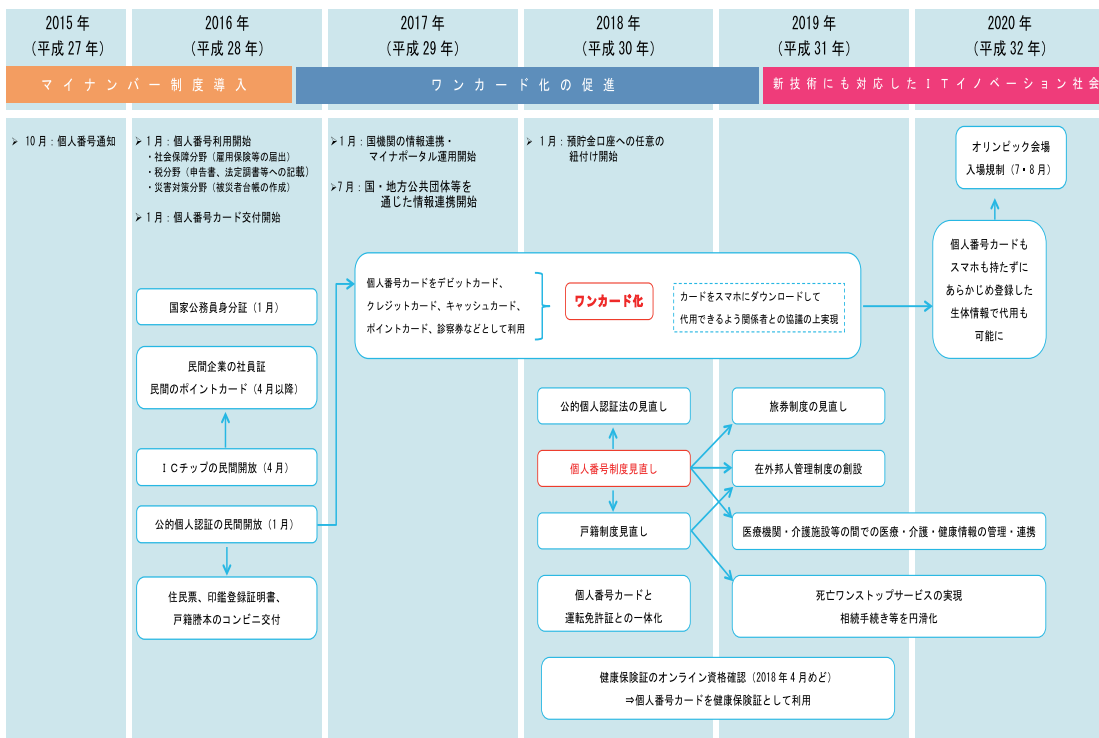 2015年
(平成27年)
2016年
(平成28年)
2017年
(平成29年)
2018年
(平成30年)
2019年
(平成31年)
2020年
(平成32年)
マイナンバー制度導入
ワンカード化の促進
新技術にも対応したITイノベーション社会
➢ 10月：個人番号通知
➢ 1月：個人番号利用開始
・社会保障分野（雇用保険等の届出）
・税分野（申告書、法定調書等への記載）
・災害対策分野（被災者台帳の作成）
➢ 1月：個人番号カード交付開始
➢1月：国機関の情報連携・
マイナポータル運用開始
➢7月：国・地方公共団体等を
通じた情報連携開始
➢ 1月：預貯金口座への任意の
紐付け開始
オリンピック会場
入場規制（7・8月）
個人番号カードも
スマホも持たずに
あらかじめ登録した
生体情報で代用も
可能に
個人番号カードをデビットカード、
クレジットカード、キャッシュカード、
ポイントカード、診察券などとして利用
ワンカード化
カードをスマホにダウンロードして
代用できるよう関係者との協議の上実現
国家公務員身分証（1月）
民間企業の社員証
民間のポイントカード（4月以降）
ICチップの民間開放（4月）
公的個人認証の民間開放（1月）
住民票、印鑑登録証明書、
戸籍謄本のコンビニ交付
公的個人認証法の見直し
個人番号制度見直し
戸籍制度見直し
個人番号カードと
運転免許証との一体化
旅券制度の見直し
在外邦人管理制度の創設
医療機関・介護施設等の間での医療・介護・健康情報の管理・連携
死亡ワンストップサービスの実現
相続手続き等を円滑化
健康保険証のオンライン資格確認（2018年4月めど）
⇒個人番号カードを健康保険証として利用